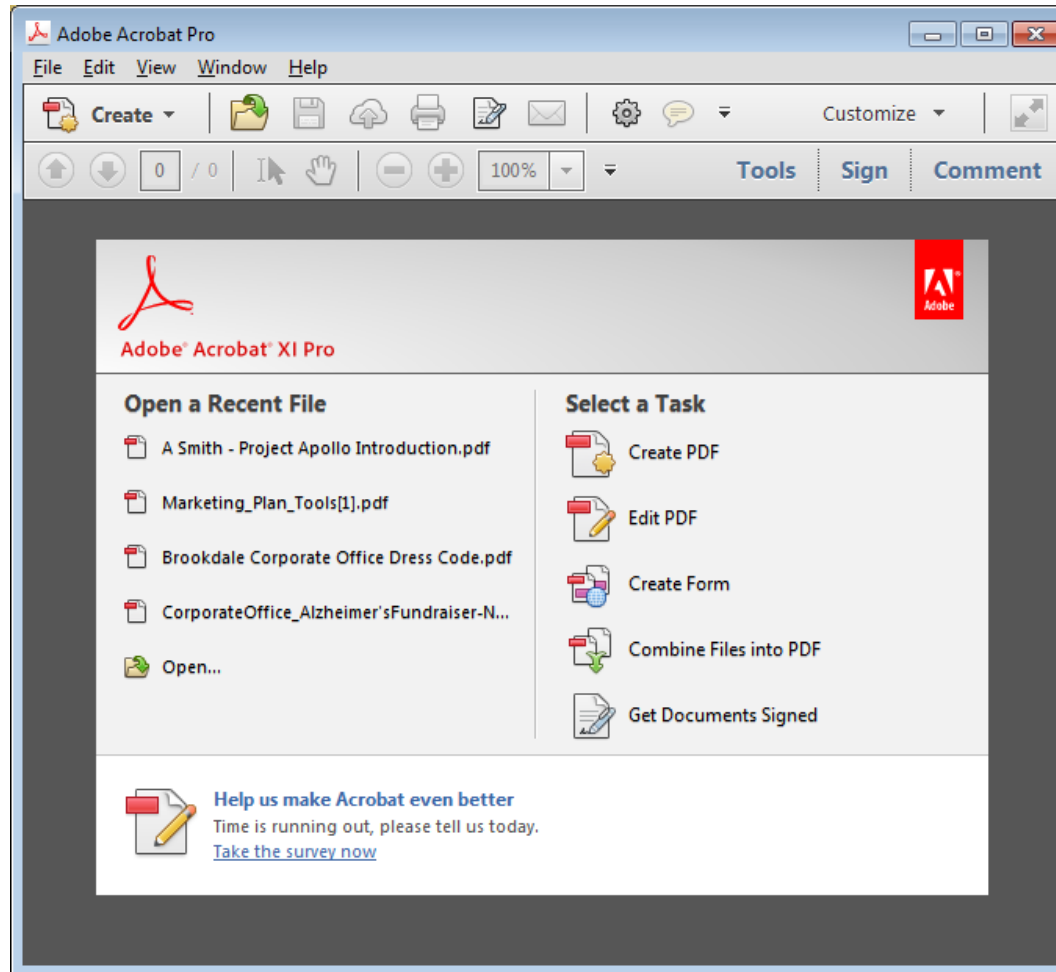 Adobe Acrobat Pro
File Edit View Window Help
Create Customize
0 / 0 100% Tools Sign Comment
Adobe
Adobe® Acrobat® XI Pro
Open a Recent File
A Smith - Project Apollo Introduction.pdf
Marketing_Plan_Tools[1].pdf
Brookdale Corporate Office Dress Code.pdf
CorporateOffice_Alzheimer'sFundraiser-N...
Open...
Select a Task
Create PDF
Edit PDF
Create Form
Combine Files into PDF
Get Documents Signed
Help us make Acrobat even better
Time is running out, please tell us today.
Take the survey now